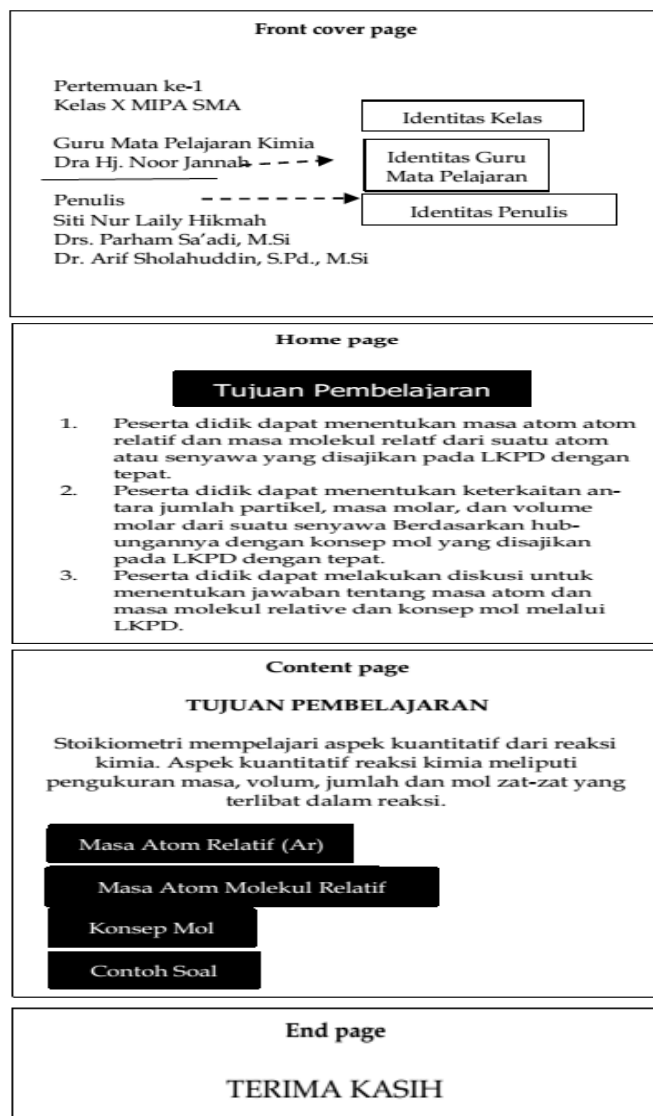 Front cover page
Pertemuan ke-1
Kelas X MIPA SMA
Identitas Kelas
Guru Mata Pelajaran Kimia
Dra Hj. Noor Jannah
Identitas Guru
Mata Pelajaran
Penulis
Identitas Penulis
Siti Nur Laily Hikmah
Drs. Parham Sa'adi, M.Si
Dr. Arif Sholahuddin, S.Pd., M.Si
Home page
Tujuan Pembelajaran
1. Peserta didik dapat menentukan masa atom atom
relatif dan masa molekul relatf dari suatu atom
atau senyawa yang disajikan pada LKPD dengan
tepat.
2. Peserta didik dapat menentukan keterkaitan an-
tara jumlah partikel, masa molar, dan volume
molar dari suatu senyawa Berdasarkan hub-
ungannya dengan konsep mol yang disajikan
pada LKPD dengan tepat.
3. Peserta didik dapat melakukan diskusi untuk
menentukan jawaban tentang masa atom dan
masa molekul relative dan konsep mol melalui
LKPD.
Content page
TUJUAN PEMBELAJARAN
Stoikiometri mempelajari aspek kuantitatif dari reaksi
kimia. Aspek kuantitatif reaksi kimia meliputi
pengukuran masa, volum, jumlah dan mol zat-zat yang
terlibat dalam reaksi.
Masa Atom Relatif (Ar)
Masa Atom Molekul Relatif
Konsep Mol
Contoh Soal
End page
TERIMA KASIH